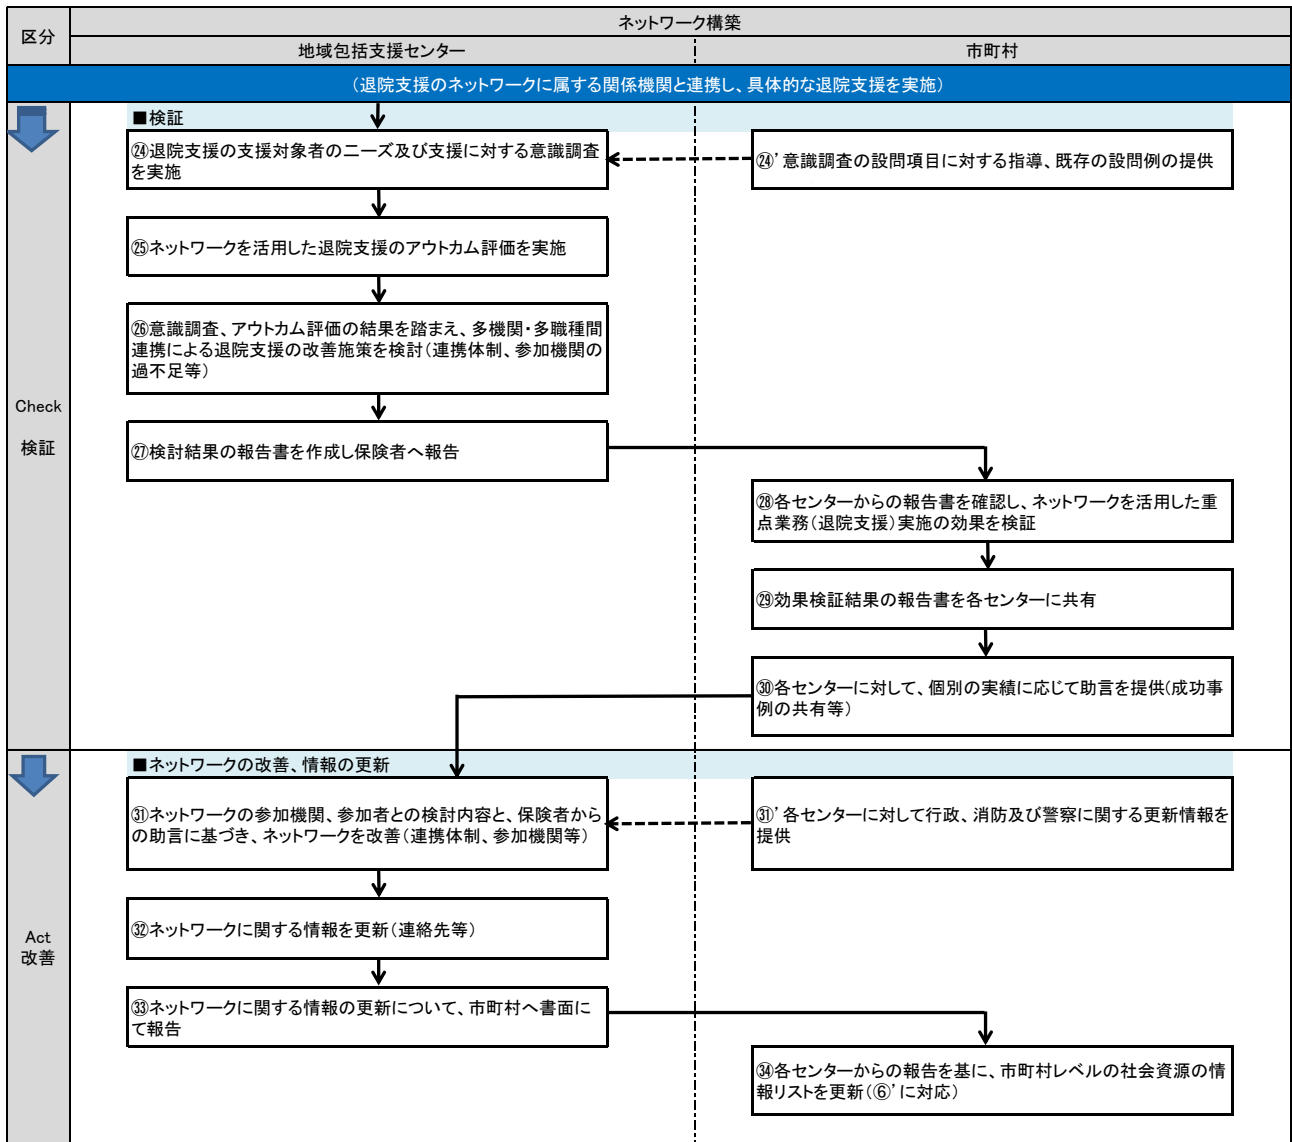 区分
ネットワーク構築
地域包括支援センター
市町村
(退院支援のネットワークに属する関係機関と連携し、具体的な退院支援を実施)
Check
検証
■検証
㉔退院支援の支援対象者のニーズ及び支援に対する意識調査
を実施
㉔’意識調査の設問項目に対する指導、既存の設問例の提供
㉕ネットワークを活用した退院支援のアウトカム評価を実施
㉖意識調査、アウトカム評価の結果を踏まえ、多機関・多職種間
連携による退院支援の改善施策を検討(連携体制、参加機関の
過不足等)
㉗検討結果の報告書を作成し保険者へ報告
㉘各センターからの報告書を確認し、ネットワークを活用した重
点業務(退院支援)実施の効果を検証
㉙効果検証結果の報告書を各センターに共有
㉚各センターに対して、個別の実績に応じて助言を提供(成功事
例の共有等)
Act
改善
■ネットワークの改善、情報の更新
㉛ネットワークの参加機関、参加者との検討内容と、保険者から
の助言に基づき、ネットワークを改善(連携体制、参加機関等)
㉛’各センターに対して行政、消防及び警察に関する更新情報を
提供
㉜ネットワークに関する情報を更新(連絡先等)
㉝ネットワークに関する情報の更新について、市町村へ書面に
て報告
㉞各センターからの報告を基に、市町村レベルの社会資源の情
報リストを更新(⑥’に対応)